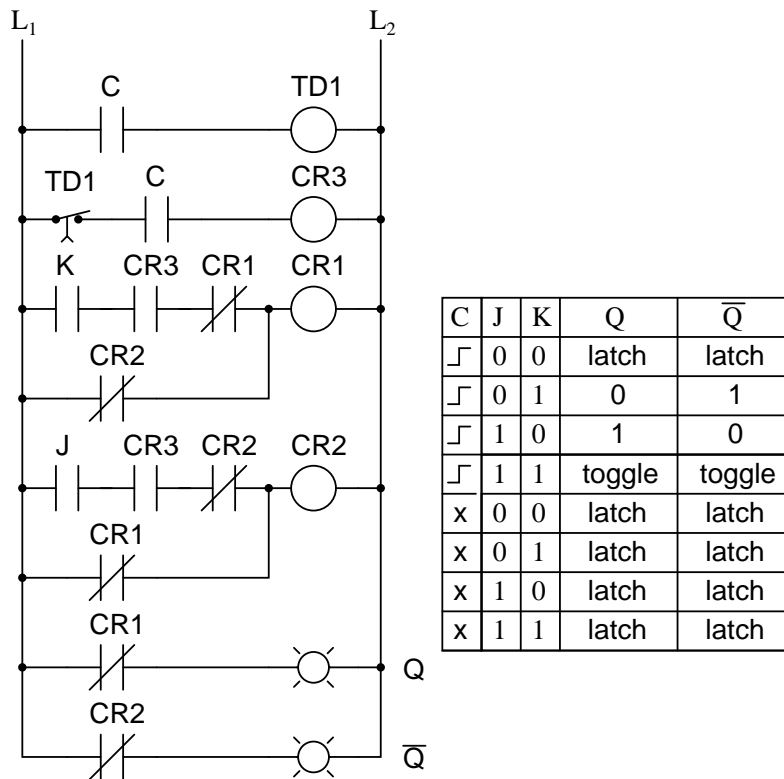 L1 L2
C TD1
TD1 C CR3
K CR3 CR1 CR1
CR2
J CR3 CR2 CR2
CR1
CR1
Q
CR2
Q̅
C J K Q Q̅
0 0 latch latch
0 1 0 1
1 0 1 0
1 1 toggle toggle
x 0 0 latch latch
x 0 1 latch latch
x 1 0 latch latch
x 1 1 latch latch